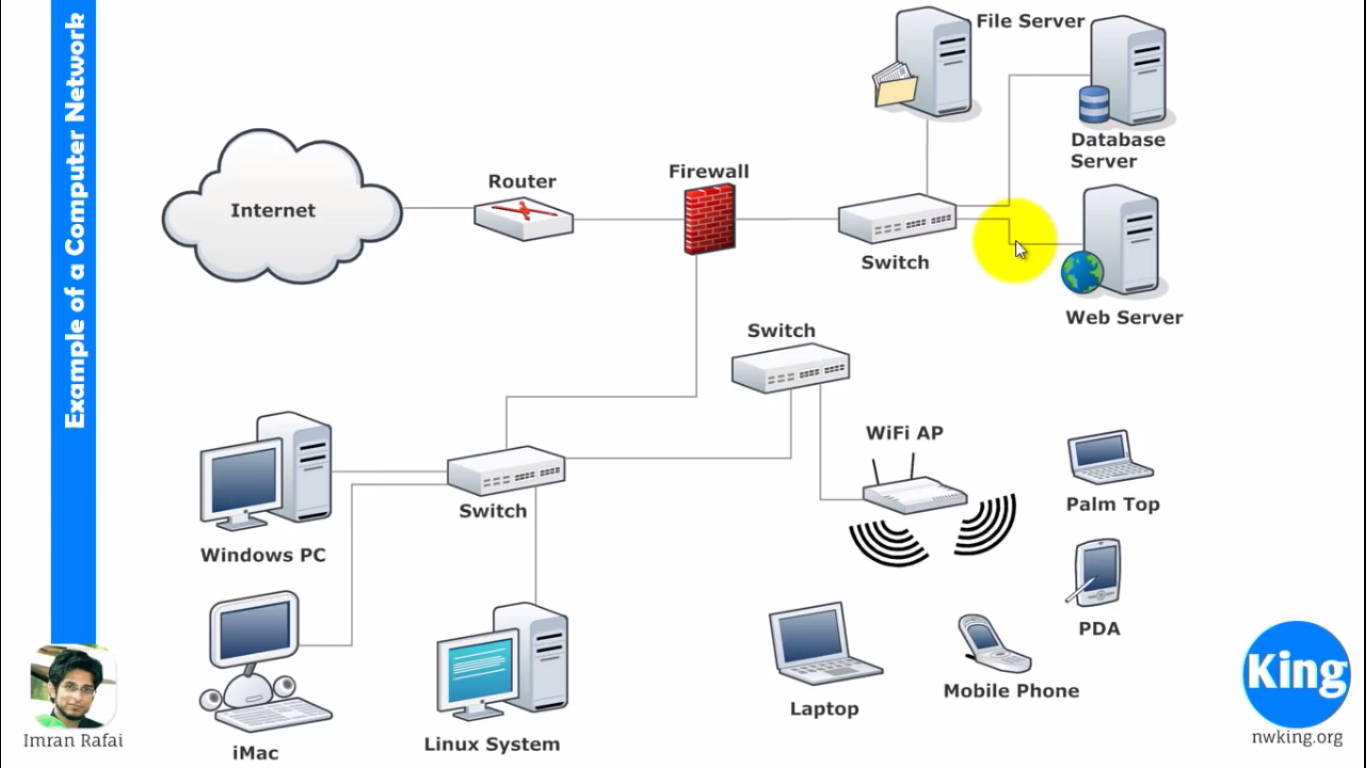 Example of a Computer Network
File Server
Database
Server
Firewall
Router
Internet
Switch
Web Server
Switch
WiFi AP
Palm Top
Switch
Windows PC
PDA
Mobile Phone
Laptop
Linux System
iMac
Imran Rafai
King
nwking.org